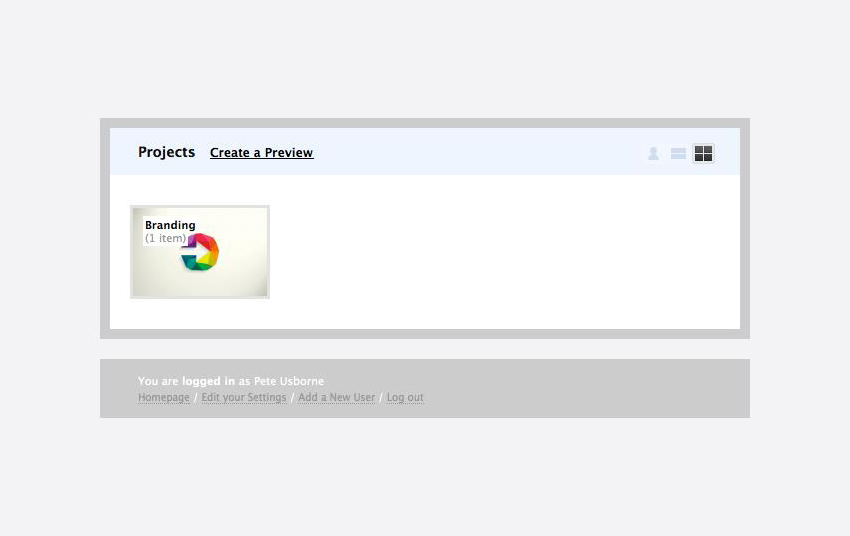 Projects Create a Preview
Branding
(1 item)
You are logged in as Pete Usborne
Homepage / Edit your Settings / Add a New User / Log out